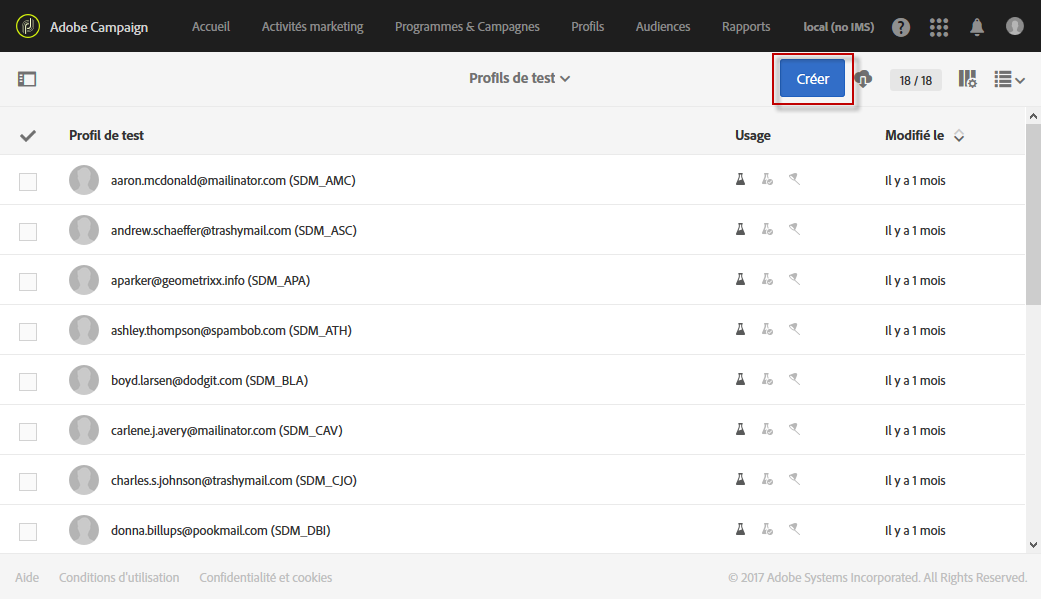 Adobe Campaign Accueil Activités marketing Programmes & Campagnes Profils Audiences Rapports local (no IMS) ?
Profils de test Créer 18 / 18
Profil de test Usage Modifié le
aaron.mcdonald@mailinator.com (SDM_AMC) Il y a 1 mois
andrew.schaeffer@trashymail.com (SDM_ASC) Il y a 1 mois
aparker@geometrixx.info (SDM_APA) Il y a 1 mois
ashley.thompson@spambob.com (SDM_ATH) Il y a 1 mois
boyd.larsen@dodgit.com (SDM_BLA) Il y a 1 mois
carlene.j.avery@mailinator.com (SDM_CAV) Il y a 1 mois
charles.s.johnson@trashymail.com (SDM_CJO) Il y a 1 mois
donna.billups@pookmail.com (SDM_DBI) Il y a 1 mois
Aide Conditions d'utilisation Confidentialité et cookies © 2017 Adobe Systems Incorporated. All Rights Reserved.